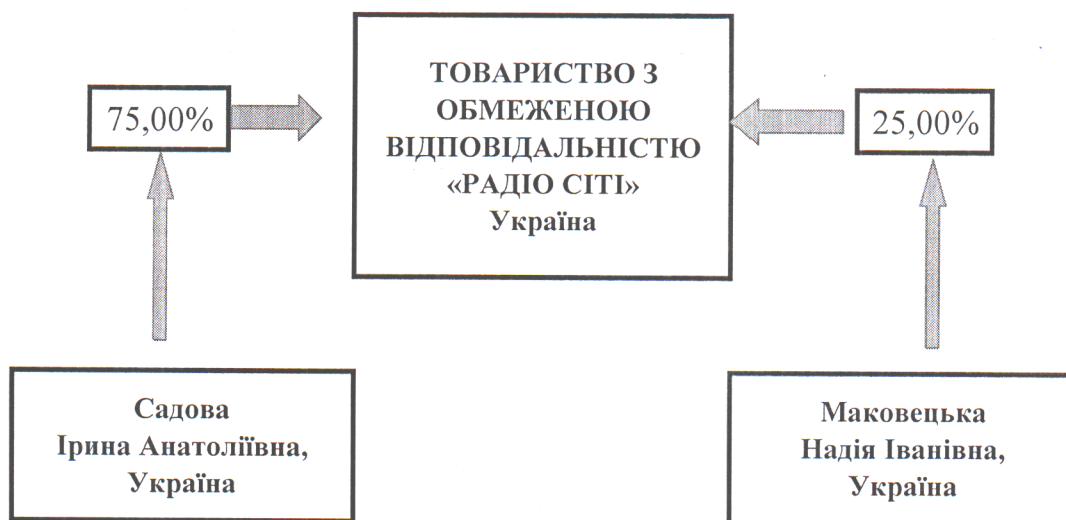 ТОВАРИСТВО З
ОБМЕЖЕНОЮ
ВІДПОВІДАЛЬНІСТЮ
«РАДІО СІТІ»
Україна
75,00%
25,00%
Садова
Ірина Анатоліївна,
Україна
Маковецька
Надія Іванівна,
Україна